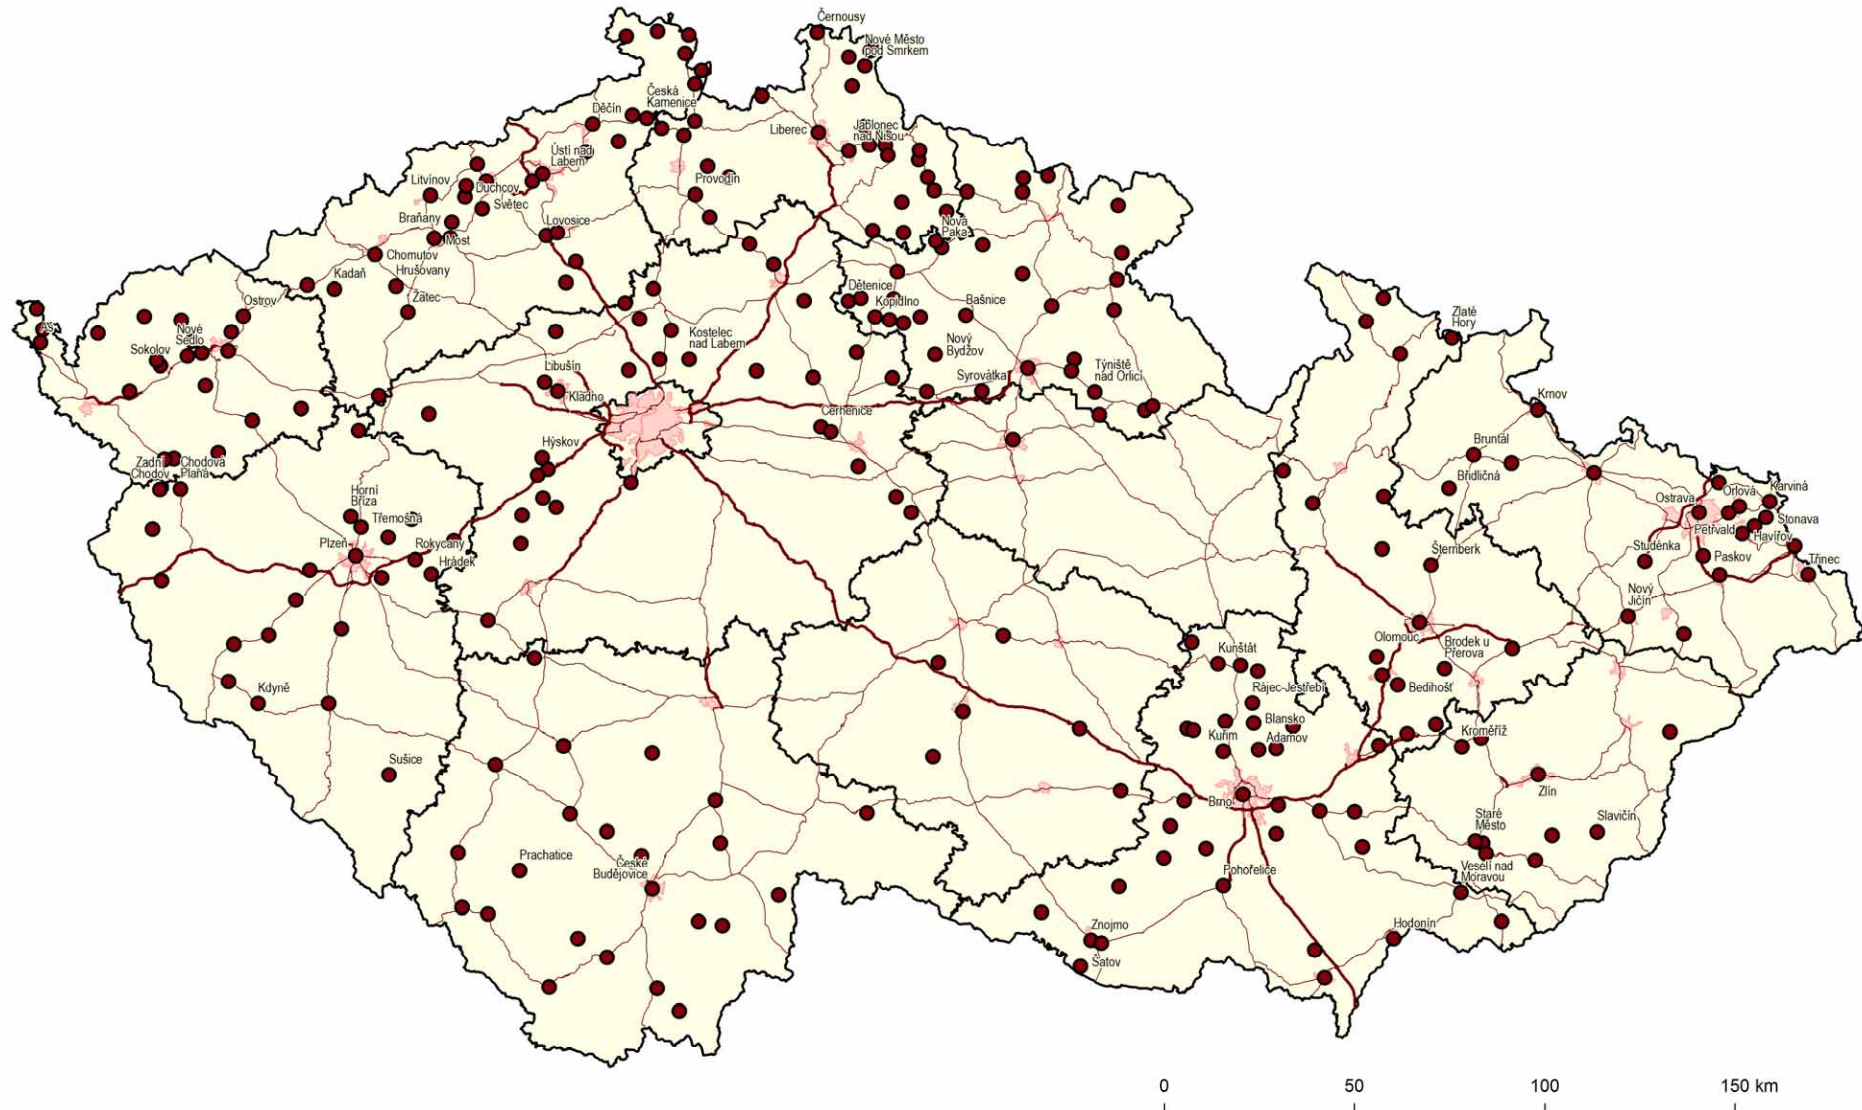 Černousy
Nové Město
pod Smrkem
Česká
Kamenice
Děčín
Liberec
Jablonec
nad Nisou
Ústí nad
Labem
Litvínov
Duchcov
Provodín
Světec
Braňany
Lovosice
Nová
Paka
Most
Chomutov
Kadaň
Hrušovany
Žatec
Ostrov
Dětenice
Kopidlno
Bašnice
Zlaté
Hory
Aš
Nové
Sedlo
Sokolov
Kostelec
nad Labem
Nový
Bydžov
Libušín
Kladno
Syrovátka
Týniště
nad Orlicí
Krnov
Cerhenice
Hýskov
Bruntál
Břidličná
Zadní
Chodov
Chodová
Planá
Horní
Bříza
Třemošná
Ostrava
Orlová
Karviná
Petřvald
Stonava
Havířov
Plzeň
Rokycany
Hrádek
Šternberk
Studénka
Paskov
Třinec
Nový
Jičín
Olomouc
Brodek u
Přerova
Kunštát
Kdyně
Rájec-Jestřebí
Bedihošť
Blansko
Kuřim
Adamov
Kroměříž
Sušice
Zlín
Brno
Staré
Město
Slavičín
Prachatice
České
Budějovice
Pohořelice
Veselí nad
Moravou
Znojmo
Hodonín
Šatov
0 50 100 150 km